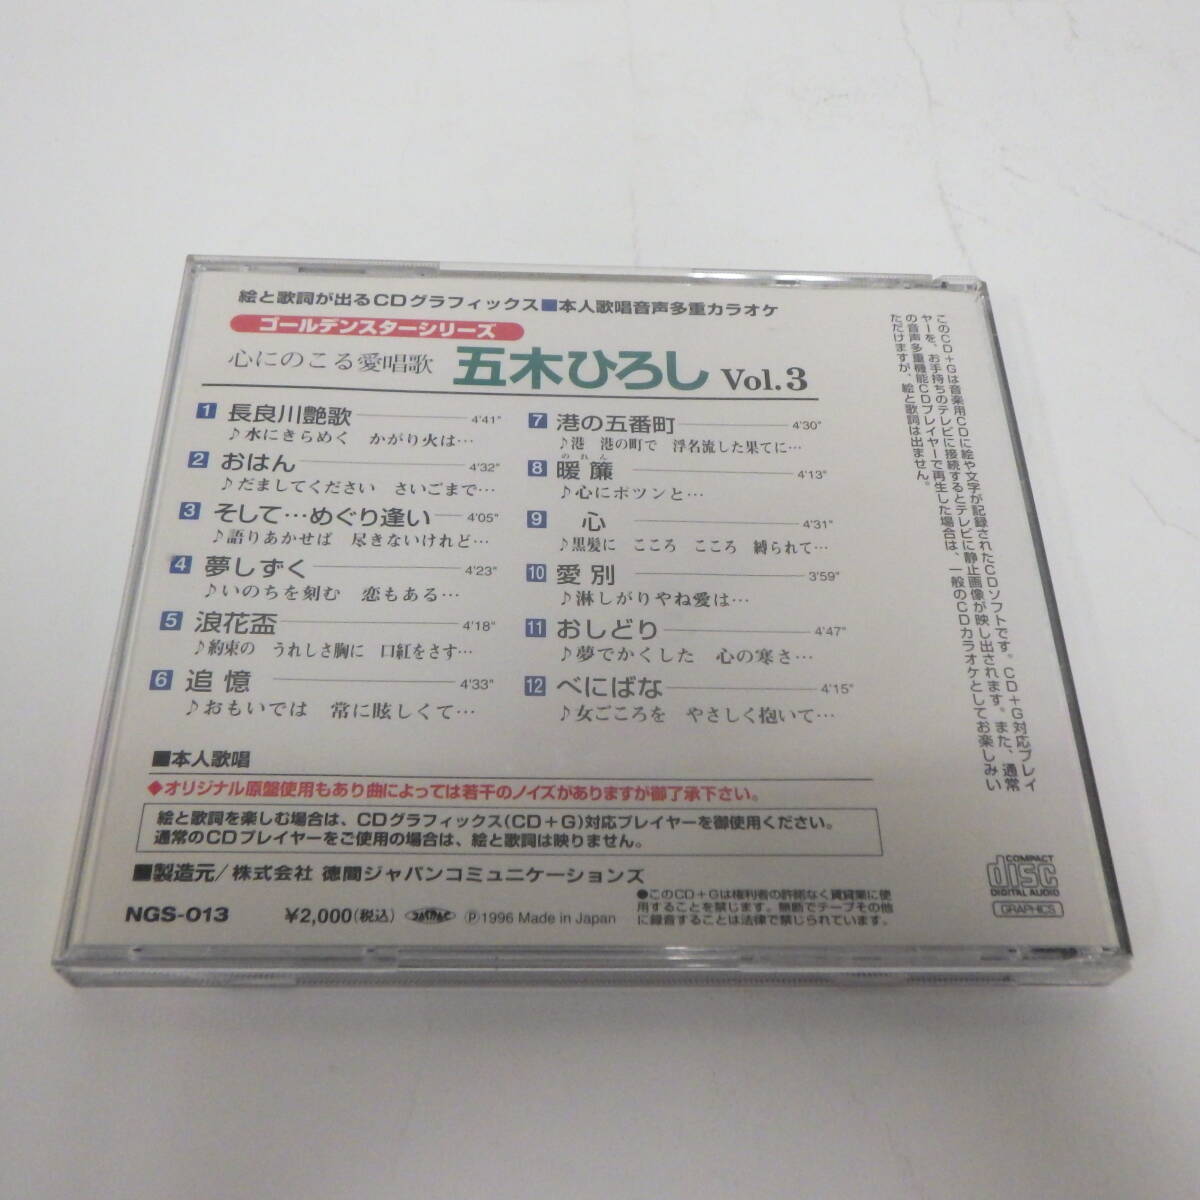 絵と歌詞が出るCDグラフィックス■本人歌唱音声多重カラオケ
ゴールデンスターシリーズ
心にのこる愛唱歌 五木ひろし Vol.3
1 長良川艶歌 4'41"
♪水にきらめく かがり火は…
2 おはん 4'32"
♪だましてください さいごまで…
3 そして…めぐり逢い 4'05"
♪語りあかせば 尽きないけれど…
4 夢しずく 4'23"
♪いのちを刻む 恋もある…
5 浪花盃 4'18"
♪約束の うれしさ胸に 口紅をさす…
6 追憶 4'33"
♪おもいでは 常に眩しくて…
7 港の五番町 4'30"
♪港 港の町で 浮名流した果てに…
のれん
8 暖簾 4'13"
♪心にポツンと…
9 心 4'31"
♪黒髪に こころ こころ 縛られて…
10 愛別 3'59"
♪淋しがりやね愛は…
11 おしどり 4'47"
♪夢でかくした 心の寒さ…
12 べにばな 4'15"
♪女ごころを やさしく抱いて…
このCD+Gは音楽用CDに絵や文字が記録されたCDソフトです。CD+G対応プレイ
ヤーを、お手持ちのテレビに接続するとテレビに静止画像が映し出されます。また、通常
の音声多重機能CDプレイヤーで再生した場合は、一般のCDカラオケとしてお楽しみい
ただけますが、絵と歌詞は出ません。
■本人歌唱
◆オリジナル原盤使用もあり曲によっては若干のノイズがありますが御了承下さい。
絵と歌詞を楽しむ場合は、CDグラフィックス(CD+G)対応プレイヤーを御使用ください。
通常のCDプレイヤーをご使用の場合は、絵と歌詞は映りません。
■製造元/株式会社 徳間ジャパンコミュニケーションズ
NGS-013 ¥2,000(税込) ℗1996 Made in Japan
●このCD+Gは権利者の許諾なく賃貸業に使
用することを禁じます。無断でテープその他
に録音することは法律で禁じられています。
COMPACT
disc
DIGITAL AUDIO
GRAPHICS